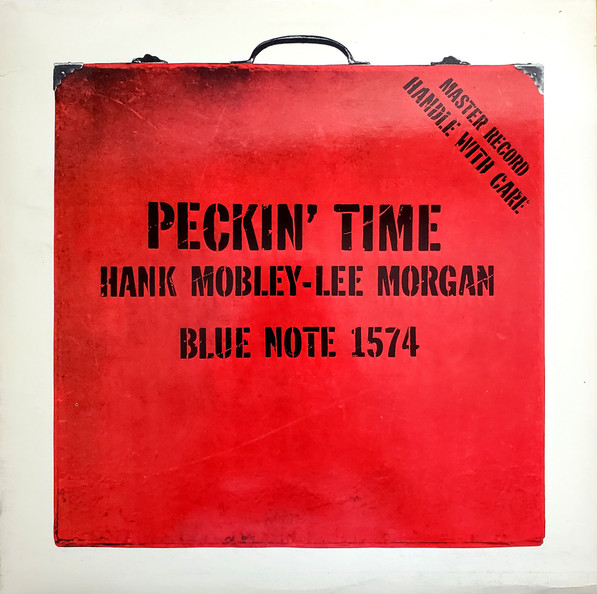 MASTER RECORD
HANDLE WITH CARE
PECKIN' TIME
HANK MOBLEY-LEE MORGAN
BLUE NOTE 1574